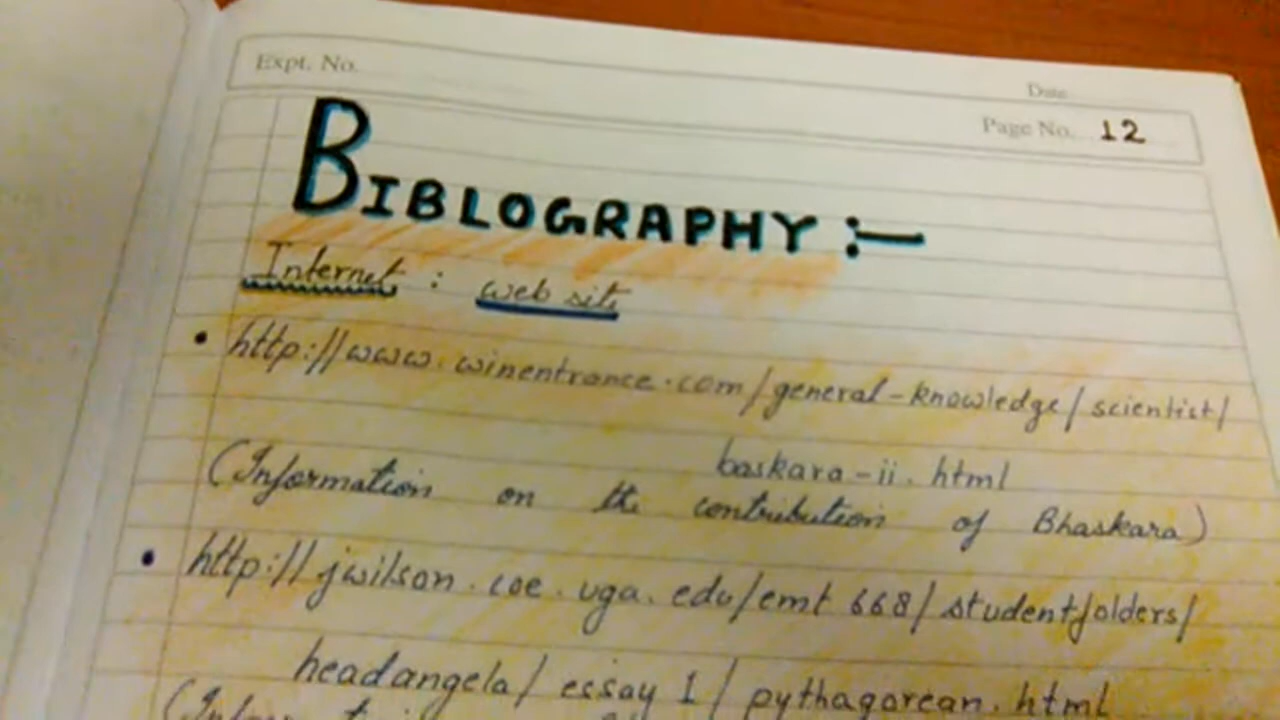 Expt. No.
Date
Page No. 12
BIBLOGRAPHY :-
Internet : web site
• http://www.winentrance.com/general-knowledge/scientist/
baskara-ii.html
(Information on the contribution of Bhaskara)
• http://jwilson.coe.uga.edu/emt668/studentfolders/
headangela/essay1/pythagorean.html